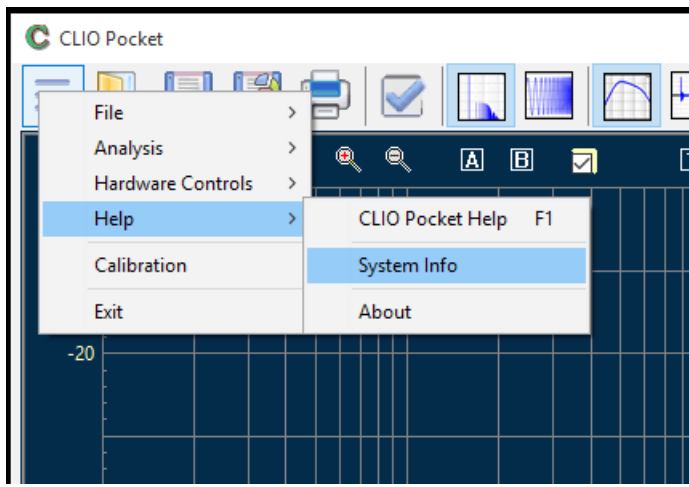 CLIO Pocket
File
Analysis
Hardware Controls
Help
CLIO Pocket Help F1
System Info
Calibration
Exit
About
A
B
-20